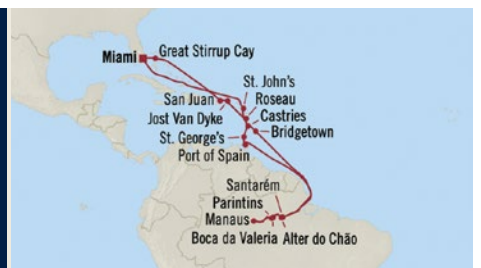 Miami
Great Stirrup Cay
St. John's
San Juan
Roseau
Jost Van Dyke
Castries
St. George's
Bridgetown
Port of Spain
Santarém
Parintins
Manaus
Boca da Valeria
Alter do Chão